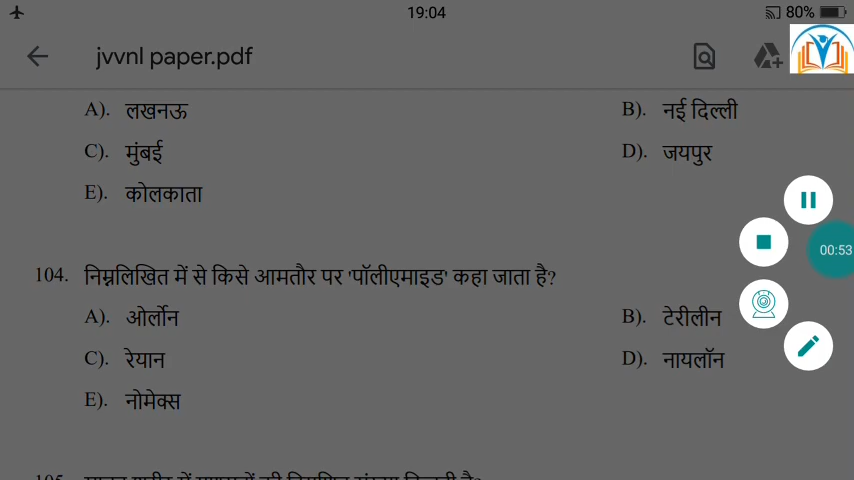 19:04
80%
jvvnl paper.pdf
A). लखनऊ
B). नई दिल्ली
C). मुंबई
D). जयपुर
E). कोलकाता
00:53
104. निम्नलिखित में से किसे आमतौर पर 'पॉलीएमाइड' कहा जाता है?
A). ओर्लोन
B). टेरीलीन
C). रेयान
D). नायलॉन
E). नोमेक्स
105.